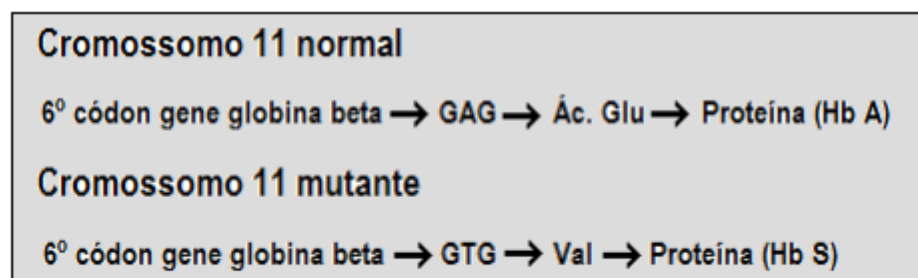 Cromossomo 11 normal
6º códon gene globina beta → GAG → Ác. Glu → Proteína (Hb A)
Cromossomo 11 mutante
6º códon gene globina beta → GTG → Val → Proteína (Hb S)